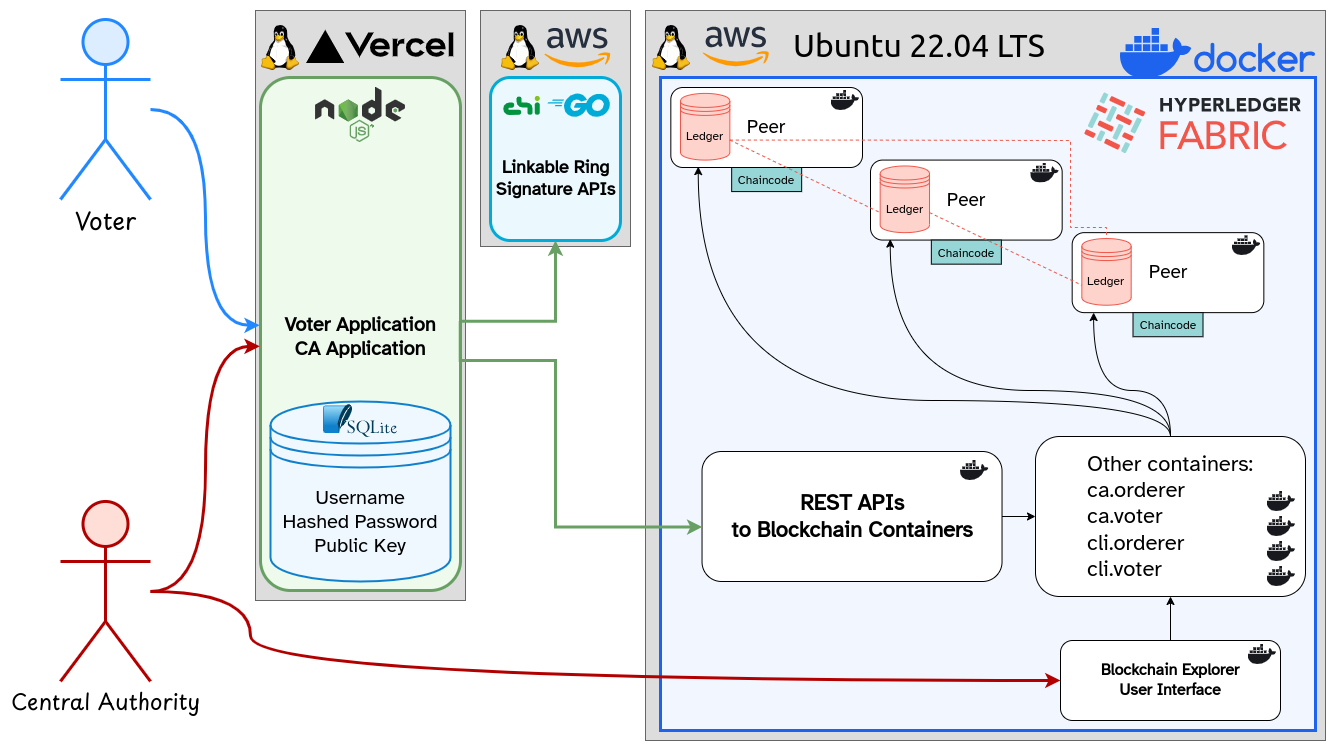 Voter
Central Authority
Vercel
node
JS
Voter Application
CA Application
SQLite
Username
Hashed Password
Public Key
aws
chi GO
Linkable Ring
Signature APIs
aws
Ubuntu 22.04 LTS
docker
HYPERLEDGER
FABRIC
Ledger
Peer
Chaincode
Ledger
Peer
Chaincode
Ledger
Peer
Chaincode
REST APIs
to Blockchain Containers
Other containers:
ca.orderer
ca.voter
cli.orderer
cli.voter
Blockchain Explorer
User Interface